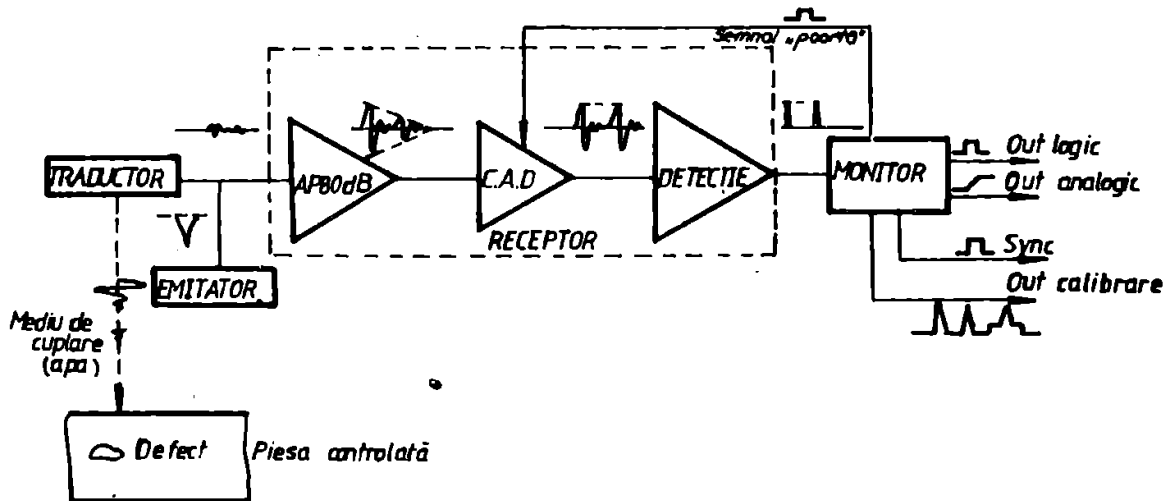 Semnal „poartă"
TRADUCTOR
AP80dB
C.A.D
DETECTIE
MONITOR
Out logic
Out analogic
RECEPTOR
EMITATOR
Sync
Out calibrare
Mediu de
cuplare
(apa)
Defect
Piesa controlată